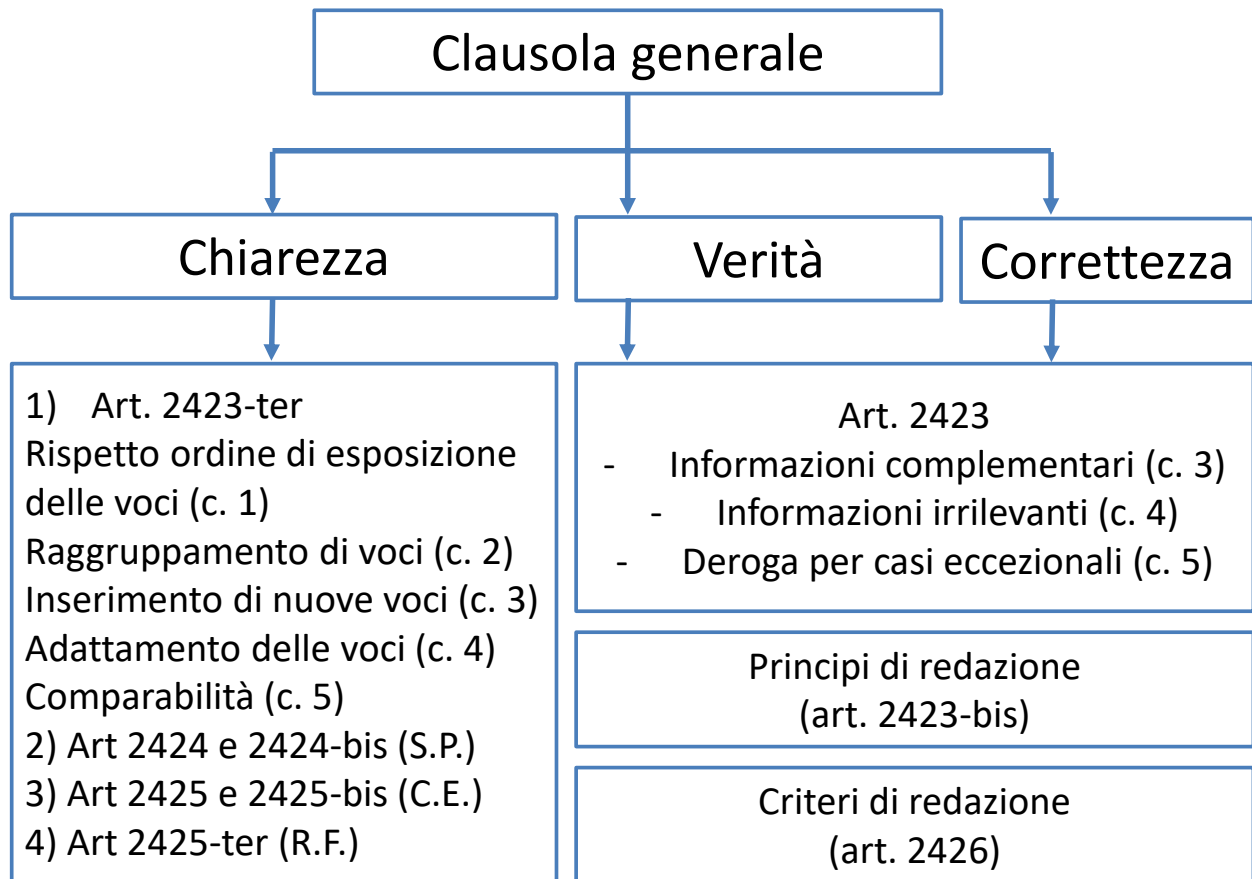 Clausola generale
Chiarezza
Verità
Correttezza
1) Art. 2423-ter
Rispetto ordine di esposizione
delle voci (c. 1)
Raggruppamento di voci (c. 2)
Inserimento di nuove voci (c. 3)
Adattamento delle voci (c. 4)
Comparabilità (c. 5)
2) Art 2424 e 2424-bis (S.P.)
3) Art 2425 e 2425-bis (C.E.)
4) Art 2425-ter (R.F.)
Art. 2423
- Informazioni complementari (c. 3)
- Informazioni irrilevanti (c. 4)
- Deroga per casi eccezionali (c. 5)
Principi di redazione
(art. 2423-bis)
Criteri di redazione
(art. 2426)